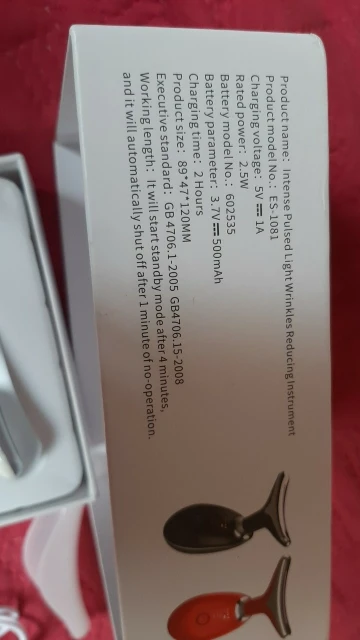 Product name: Intense Pulsed Light Wrinkles Reducing Instrument
Product model No.: ES-1081
Charging voltage: 5V⎓1A
Rated power: 2.5W
Battery model No.: 602535
Battery parameter: 3.7V⎓500mAh
Charging time: 2 Hours
Product size: 89*47*120MM
Executive standard: GB 4706.1-2005 GB4706.15-2008
Working length: It will start standby mode after 4 minutes,
and it will automatically shut off after 1 minute of no-operation.